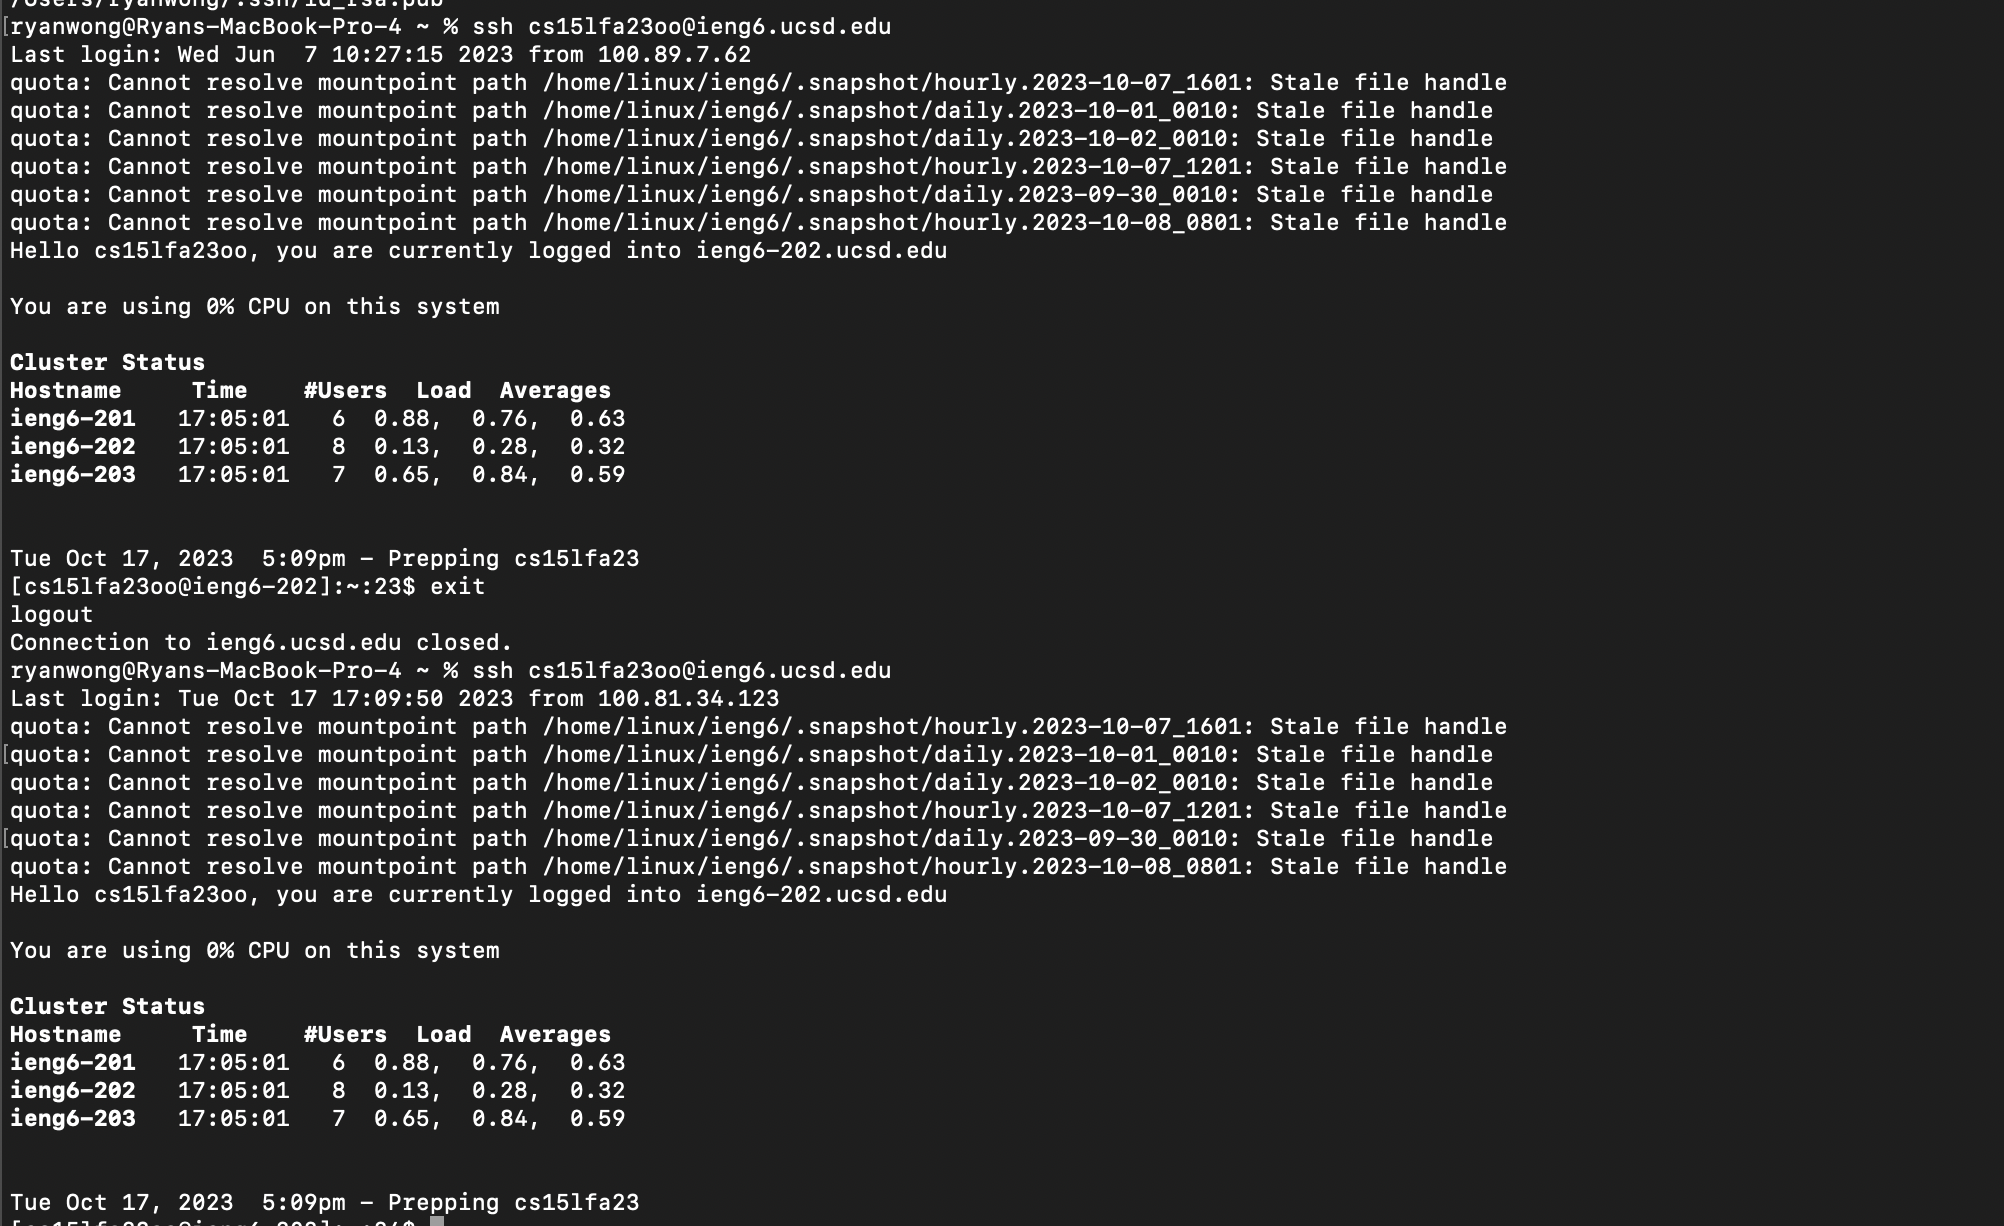 /Users/ryanwong/.ssh/id_rsa.pub
[ryanwong@Ryans-MacBook-Pro-4 ~ % ssh cs15lfa23oo@ieng6.ucsd.edu
Last login: Wed Jun  7 10:27:15 2023 from 100.89.7.62
quota: Cannot resolve mountpoint path /home/linux/ieng6/.snapshot/hourly.2023-10-07_1601: Stale file handle
quota: Cannot resolve mountpoint path /home/linux/ieng6/.snapshot/daily.2023-10-01_0010: Stale file handle
quota: Cannot resolve mountpoint path /home/linux/ieng6/.snapshot/daily.2023-10-02_0010: Stale file handle
quota: Cannot resolve mountpoint path /home/linux/ieng6/.snapshot/hourly.2023-10-07_1201: Stale file handle
quota: Cannot resolve mountpoint path /home/linux/ieng6/.snapshot/daily.2023-09-30_0010: Stale file handle
quota: Cannot resolve mountpoint path /home/linux/ieng6/.snapshot/hourly.2023-10-08_0801: Stale file handle
Hello cs15lfa23oo, you are currently logged into ieng6-202.ucsd.edu
You are using 0% CPU on this system
Cluster Status
Hostname     Time    #Users  Load  Averages
ieng6-201   17:05:01   6  0.88,  0.76,  0.63
ieng6-202   17:05:01   8  0.13,  0.28,  0.32
ieng6-203   17:05:01   7  0.65,  0.84,  0.59
Tue Oct 17, 2023  5:09pm - Prepping cs15lfa23
[cs15lfa23oo@ieng6-202]:~:23$ exit
logout
Connection to ieng6.ucsd.edu closed.
ryanwong@Ryans-MacBook-Pro-4 ~ % ssh cs15lfa23oo@ieng6.ucsd.edu
Last login: Tue Oct 17 17:09:50 2023 from 100.81.34.123
quota: Cannot resolve mountpoint path /home/linux/ieng6/.snapshot/hourly.2023-10-07_1601: Stale file handle
[quota: Cannot resolve mountpoint path /home/linux/ieng6/.snapshot/daily.2023-10-01_0010: Stale file handle
quota: Cannot resolve mountpoint path /home/linux/ieng6/.snapshot/daily.2023-10-02_0010: Stale file handle
quota: Cannot resolve mountpoint path /home/linux/ieng6/.snapshot/hourly.2023-10-07_1201: Stale file handle
[quota: Cannot resolve mountpoint path /home/linux/ieng6/.snapshot/daily.2023-09-30_0010: Stale file handle
quota: Cannot resolve mountpoint path /home/linux/ieng6/.snapshot/hourly.2023-10-08_0801: Stale file handle
Hello cs15lfa23oo, you are currently logged into ieng6-202.ucsd.edu
You are using 0% CPU on this system
Cluster Status
Hostname     Time    #Users  Load  Averages
ieng6-201   17:05:01   6  0.88,  0.76,  0.63
ieng6-202   17:05:01   8  0.13,  0.28,  0.32
ieng6-203   17:05:01   7  0.65,  0.84,  0.59
Tue Oct 17, 2023  5:09pm - Prepping cs15lfa23